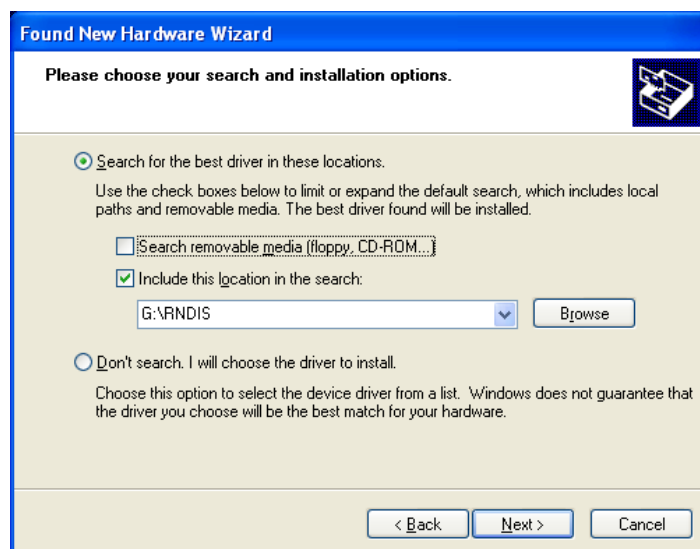 Found New Hardware Wizard
Please choose your search and installation options.
Search for the best driver in these locations.
Use the check boxes below to limit or expand the default search, which includes local
paths and removable media. The best driver found will be installed.
Search removable media (floppy, CD-ROM...)
Include this location in the search:
G:\RNDIS
Browse
Don't search. I will choose the driver to install.
Choose this option to select the device driver from a list. Windows does not guarantee that
the driver you choose will be the best match for your hardware.
< Back Next > Cancel